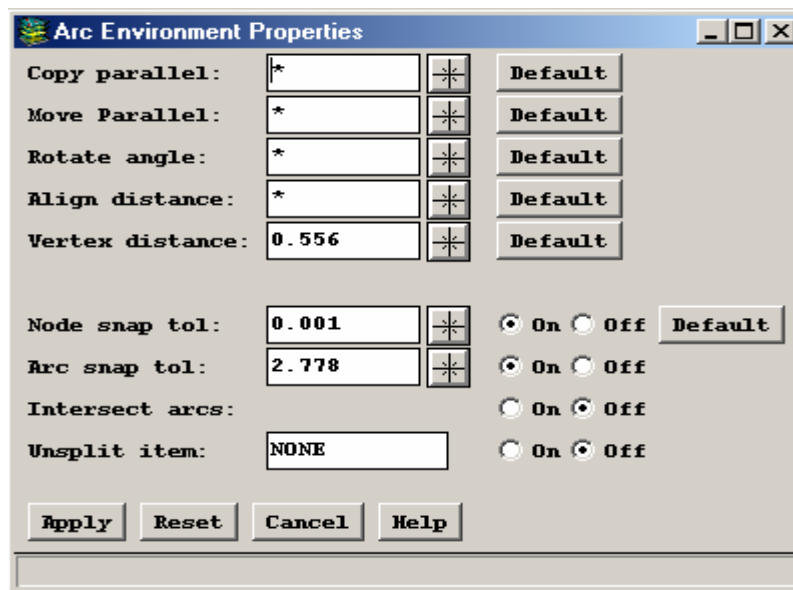 Arc Environment Properties
Copy parallel: * Default
Move Parallel: * Default
Rotate angle: * Default
Align distance: * Default
Vertex distance: 0.556 Default
Node snap tol: 0.001 On Off Default
Arc snap tol: 2.778 On Off
Intersect arcs: On Off
Unsplit item: NONE On Off
Apply Reset Cancel Help